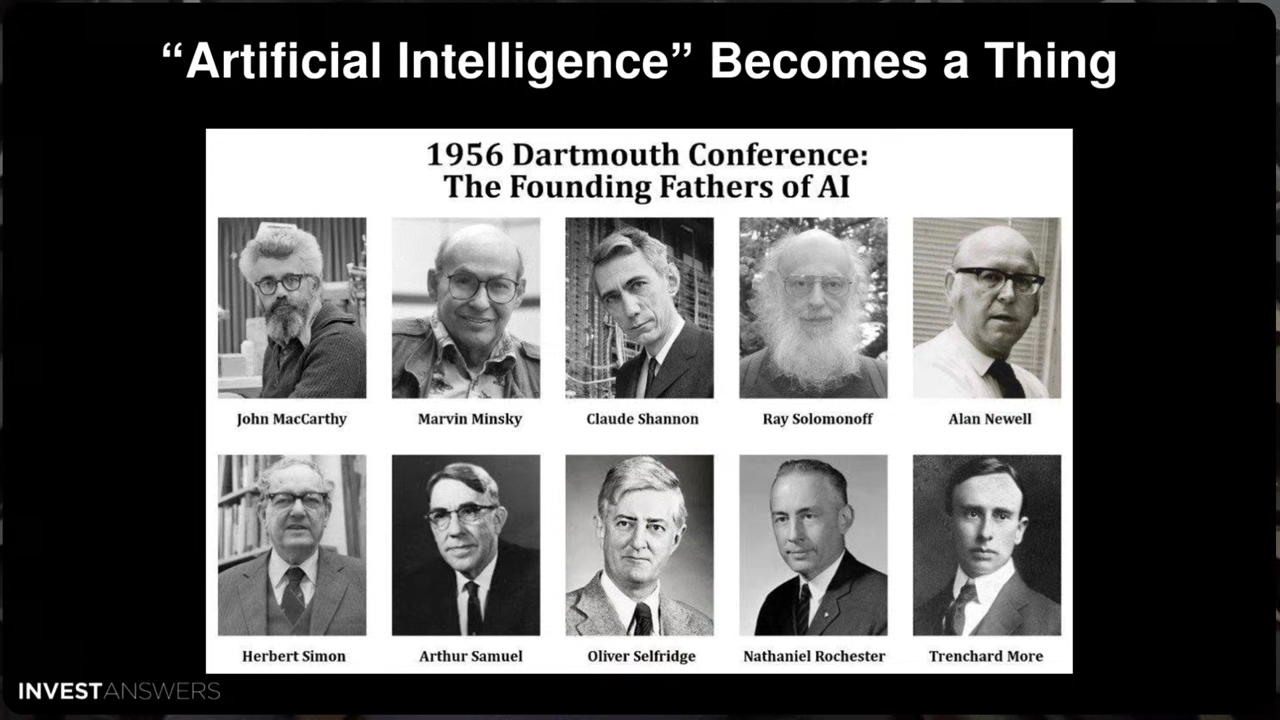 “Artificial Intelligence” Becomes a Thing
1956 Dartmouth Conference:
The Founding Fathers of AI
John MacCarthy
Marvin Minsky
Claude Shannon
Ray Solomonoff
Alan Newell
Herbert Simon
Arthur Samuel
Oliver Selfridge
Nathaniel Rochester
Trenchard More
INVESTANSWERS